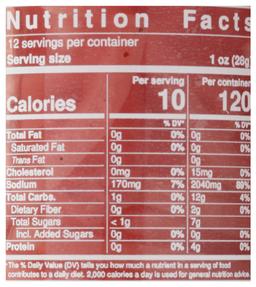 Nutrition Facts
12 servings per container
Serving size 1 oz (28g)
Per serving Per container
Calories 10 120
% DV* % DV*
Total Fat 0g 0% 0g 0%
Saturated Fat 0g 0% 0g 0%
Trans Fat 0g 0g
Cholesterol 0mg 0% 15mg 0%
Sodium 170mg 7% 2040mg 89%
Total Carbs. 1g 0% 12g 4%
Dietary Fiber 0g 0% 2g 0%
Total Sugars < 1g 7g
Incl. Added Sugars 0g 0% 0g 0%
Protein 0g 0% 4g 0%
*The % Daily Value (DV) tells you how much a nutrient in a serving of food
contributes to a daily diet. 2,000 calories a day is used for general nutrition advice.